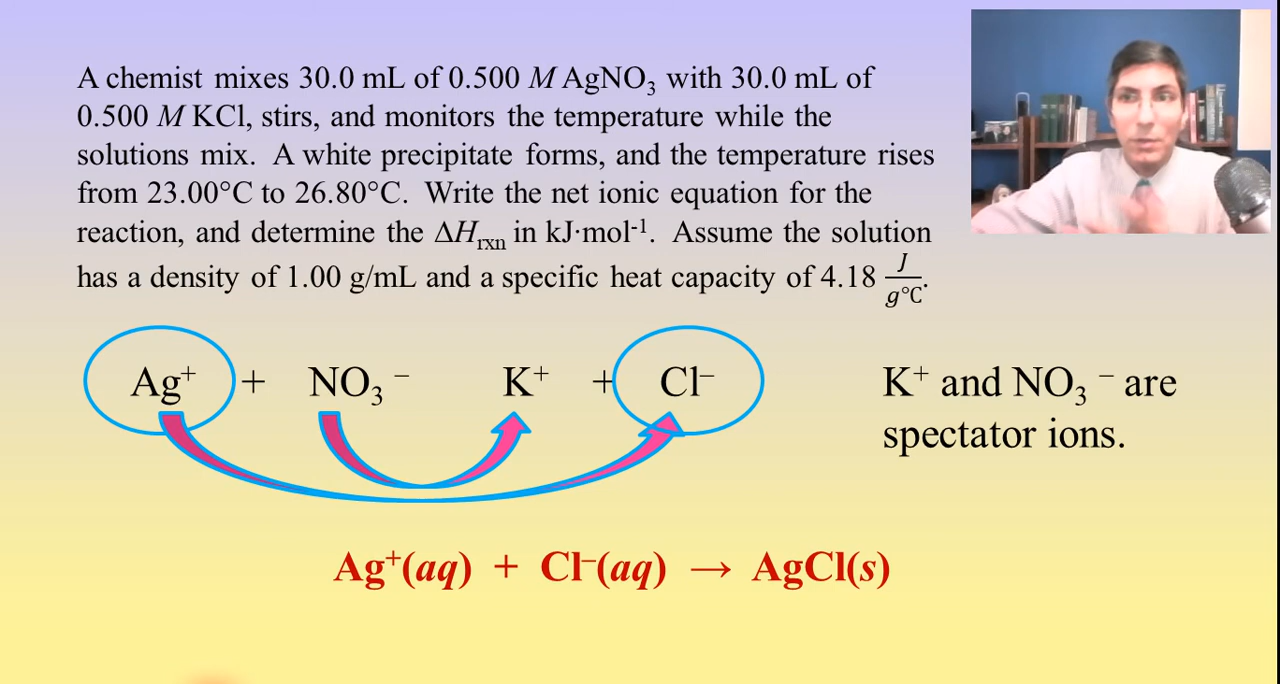 A chemist mixes 30.0 mL of 0.500 M AgNO₃ with 30.0 mL of
0.500 M KCl, stirs, and monitors the temperature while the
solutions mix. A white precipitate forms, and the temperature rises
from 23.00°C to 26.80°C. Write the net ionic equation for the
reaction, and determine the ΔHrxn in kJ·mol⁻¹. Assume the solution
has a density of 1.00 g/mL and a specific heat capacity of 4.18 J/g°C.
Ag⁺ + NO₃⁻ K⁺ + Cl⁻
K⁺ and NO₃⁻ are
spectator ions.
Ag⁺(aq) + Cl⁻(aq) → AgCl(s)